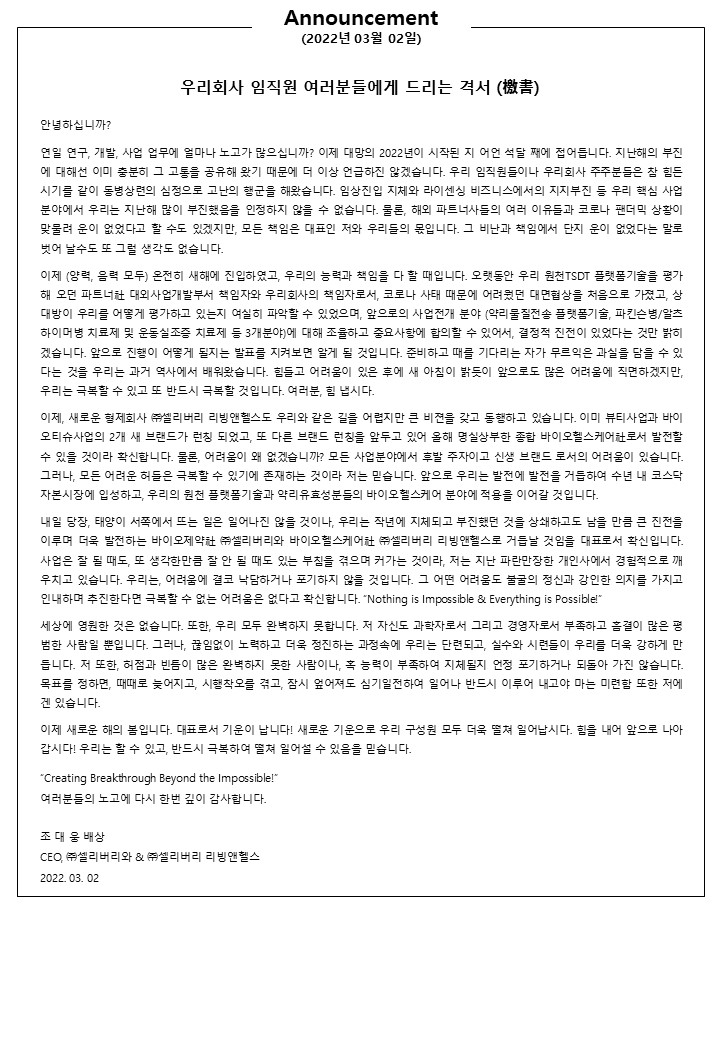 Announcement
(2022년 03월 02일)
우리회사 임직원 여러분들에게 드리는 격서 (檄書)
안녕하십니까?
연일 연구, 개발, 사업 업무에 얼마나 노고가 많으십니까? 이제 대망의 2022년이 시작된 지 어언 석달 째에 접어듭니다. 지난해의 부진
에 대해선 이미 충분히 그 고통을 공유해 왔기 때문에 더 이상 언급하진 않겠습니다. 우리 임직원들이나 우리회사 주주분들은 참 힘든
시기를 같이 동병상련의 심정으로 고난의 행군을 해왔습니다. 임상진입 지체와 라이센싱 비즈니스에서의 지지부진 등 우리 핵심 사업
분야에서 우리는 지난해 많이 부진했음을 인정하지 않을 수 없습니다. 물론, 해외 파트너사들의 여러 이유들과 코로나 팬더믹 상황이
맞물려 운이 없었다고 할 수도 있겠지만, 모든 책임은 대표인 저와 우리들의 몫입니다. 그 비난과 책임에서 단지 운이 없었다는 말로
벗어 날수도 또 그럴 생각도 없습니다.
이제 (양력, 음력 모두) 온전히 새해에 진입하였고, 우리의 능력과 책임을 다 할 때입니다. 오랫동안 우리 원천TSDT 플랫폼기술을 평가
해 오던 파트너社 대외사업개발부서 책임자와 우리회사의 책임자로서, 코로나 사태 때문에 어려웠던 대면협상을 처음으로 가졌고, 상
대방이 우리를 어떻게 평가하고 있는지 여실히 파악할 수 있었으며, 앞으로의 사업전개 분야 (약리물질전송 플랫폼기술, 파킨슨병/알츠
하이머병 치료제 및 운동실조증 치료제 등 3개분야)에 대해 조율하고 중요사항에 합의할 수 있어서, 결정적 진전이 있었다는 것만 밝히
겠습니다. 앞으로 진행이 어떻게 될지는 발표를 지켜보면 알게 될 것입니다. 준비하고 때를 기다리는 자가 무르익은 과실을 담을 수 있
다는 것을 우리는 과거 역사에서 배워왔습니다. 힘들고 어려움이 있은 후에 새 아침이 밝듯이 앞으로도 많은 어려움에 직면하겠지만,
우리는 극복할 수 있고 또 반드시 극복할 것입니다. 여러분, 힘 냅시다.
이제, 새로운 형제회사 ㈜셀리버리 리빙앤헬스도 우리와 같은 길을 어렵지만 큰 비젼을 갖고 동행하고 있습니다. 이미 뷰티사업과 바이
오티슈사업의 2개 새 브랜드가 런칭 되었고, 또 다른 브랜드 런칭을 앞두고 있어 올해 명실상부한 종합 바이오헬스케어社로서 발전할
수 있을 것이라 확신합니다. 물론, 어려움이 왜 없겠습니까? 모든 사업분야에서 후발 주자이고 신생 브랜드 로서의 어려움이 있습니다.
그러나, 모든 어려운 허들은 극복할 수 있기에 존재하는 것이라 저는 믿습니다. 앞으로 우리는 발전에 발전을 거듭하여 수년 내 코스닥
자본시장에 입성하고, 우리의 원천 플랫폼기술과 약리유효성분들의 바이오헬스케어 분야에 적용을 이어갈 것입니다.
내일 당장, 태양이 서쪽에서 뜨는 일은 일어나진 않을 것이나, 우리는 작년에 지체되고 부진했던 것을 상쇄하고도 남을 만큼 큰 진전을
이루며 더욱 발전하는 바이오제약社 ㈜셀리버리와 바이오헬스케어社 ㈜셀리버리 리빙앤헬스로 거듭날 것임을 대표로서 확신입니다.
사업은 잘 될 때도, 또 생각한만큼 잘 안 될 때도 있는 부침을 겪으며 커가는 것이라, 저는 지난 파란만장한 개인사에서 경험적으로 깨
우치고 있습니다. 우리는, 어려움에 결코 낙담하거나 포기하지 않을 것입니다. 그 어떤 어려움도 불굴의 정신과 강인한 의지를 가지고
인내하며 추진한다면 극복할 수 없는 어려움은 없다고 확신합니다. "Nothing is Impossible & Everything is Possible!"
세상에 영원한 것은 없습니다. 또한, 우리 모두 완벽하지 못합니다. 저 자신도 과학자로서 그리고 경영자로서 부족하고 흠결이 많은 평
범한 사람일 뿐입니다. 그러나, 끊임없이 노력하고 더욱 정진하는 과정속에 우리는 단련되고, 실수와 시련들이 우리를 더욱 강하게 만
듭니다. 저 또한, 허점과 빈틈이 많은 완벽하지 못한 사람이나, 혹 능력이 부족하여 지체될지 언정 포기하거나 되돌아 가진 않습니다.
목표를 정하면, 때때로 늦어지고, 시행착오를 겪고, 잠시 엎어져도 심기일전하여 일어나 반드시 이루어 내고야 마는 미련함 또한 저에
겐 있습니다.
이제 새로운 해의 봄입니다. 대표로서 기운이 납니다! 새로운 기운으로 우리 구성원 모두 더욱 떨쳐 일어납시다. 힘을 내어 앞으로 나아
갑시다! 우리는 할 수 있고, 반드시 극복하여 떨쳐 일어설 수 있음을 믿습니다.
"Creating Breakthrough Beyond the Impossible!"
여러분들의 노고에 다시 한번 깊이 감사합니다.
조 대 웅 배상
CEO, ㈜셀리버리와 & ㈜셀리버리 리빙앤헬스
2022. 03. 02